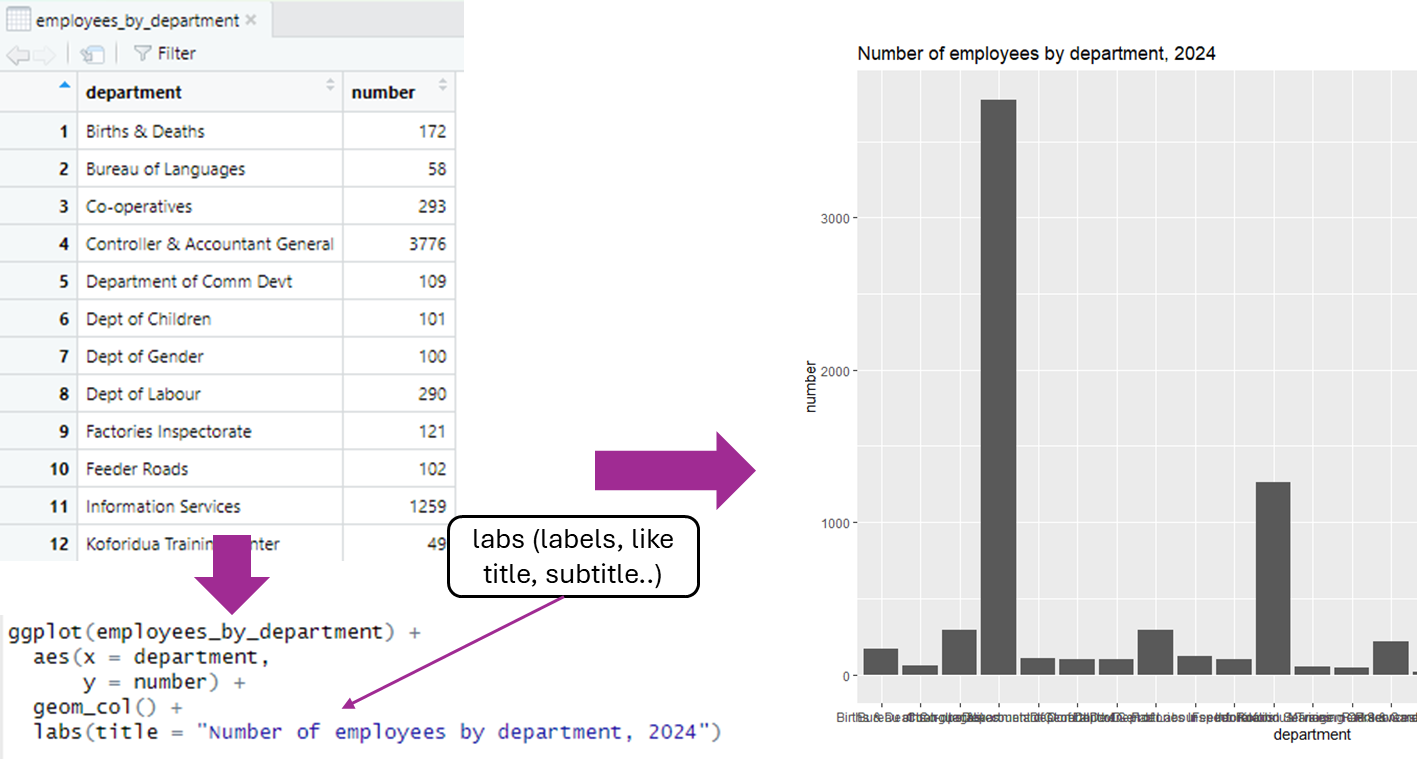 employees_by_department
Filter
department number
1 Births & Deaths 172
2 Bureau of Languages 58
3 Co-operatives 293
4 Controller & Accountant General 3776
5 Department of Comm Devt 109
6 Dept of Children 101
7 Dept of Gender 100
8 Dept of Labour 290
9 Factories Inspectorate 121
10 Feeder Roads 102
11 Information Services 1259
12 Koforidua 49
labs (labels, like
title, subtitle..)
ggplot(employees_by_department) +
aes(x = department,
y = number) +
geom_col() +
labs(title = "Number of employees by department, 2024")
Number of employees by department, 2024
number
3000
2000
1000
0
department